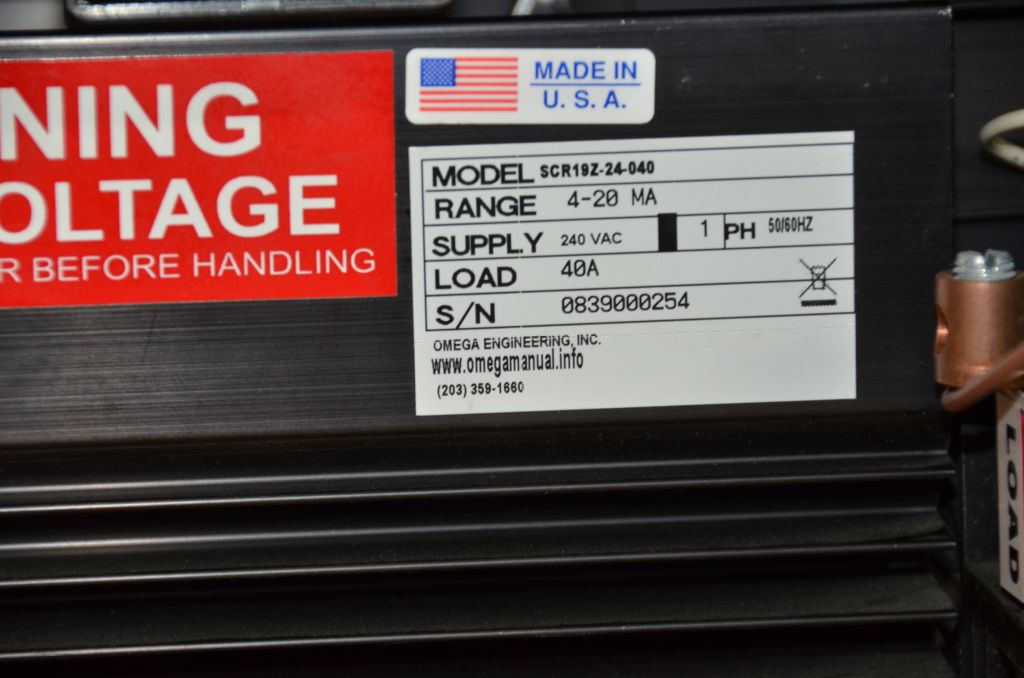 NING
OLTAGE
R BEFORE HANDLING
MADE IN
U. S. A.
MODEL SCR19Z-24-040
RANGE 4-20 MA
SUPPLY 240 VAC 1 PH 50/60HZ
LOAD 40A
S/N 0839000254
OMEGA ENGINEERING, INC.
www.omegamanual.info
(203) 359-1660
LOAD